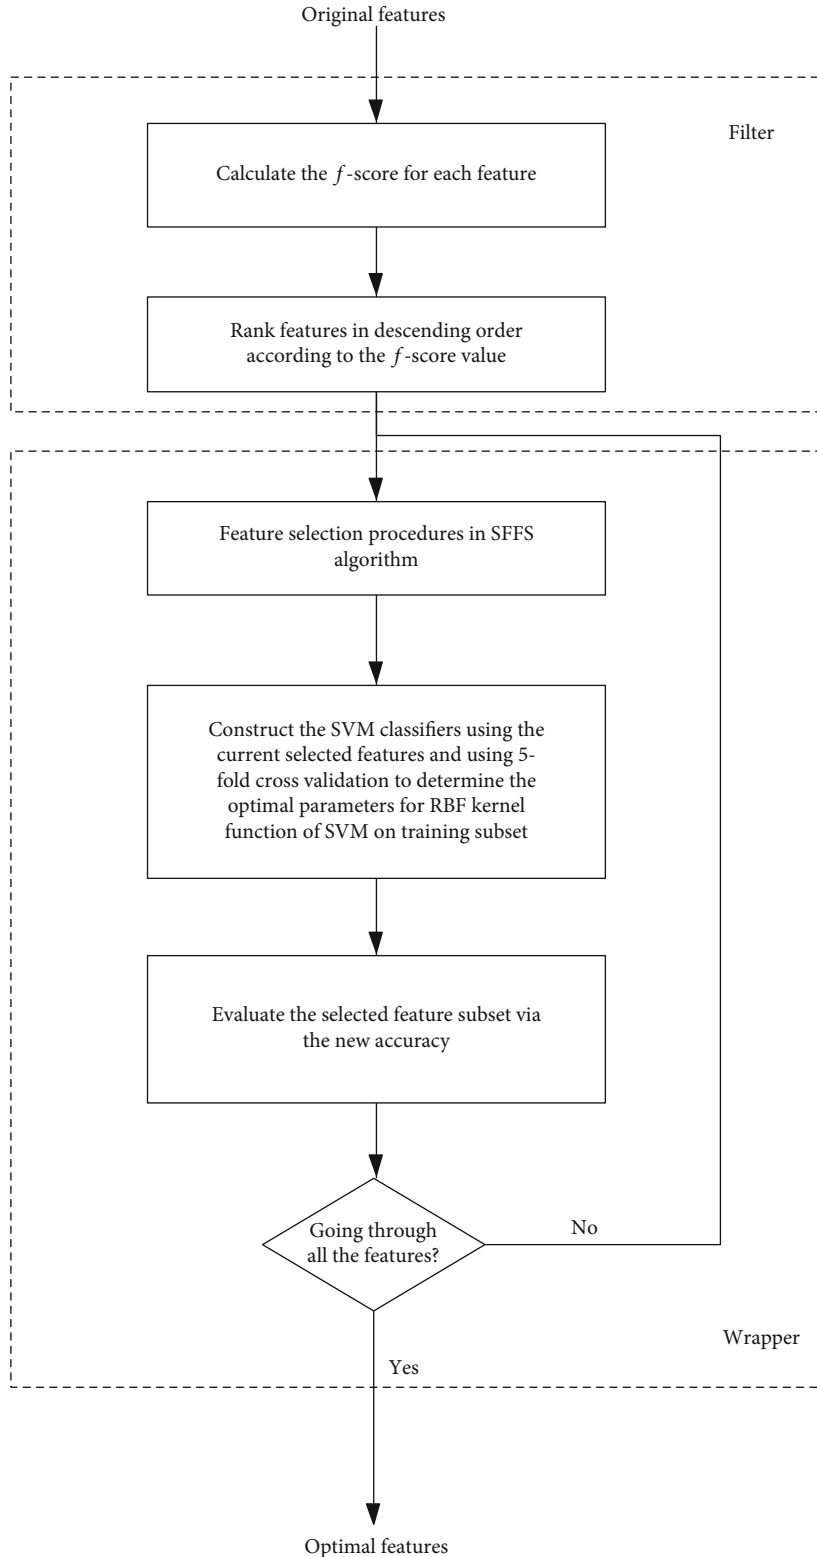 Original features
Filter
Calculate the f-score for each feature
Rank features in descending order
according to the f-score value
Feature selection procedures in SFFS
algorithm
Construct the SVM classifiers using the
current selected features and using 5-
fold cross validation to determine the
optimal parameters for RBF kernel
function of SVM on training subset
Evaluate the selected feature subset via
the new accuracy
Going through
all the features?
No
Wrapper
Yes
Optimal features